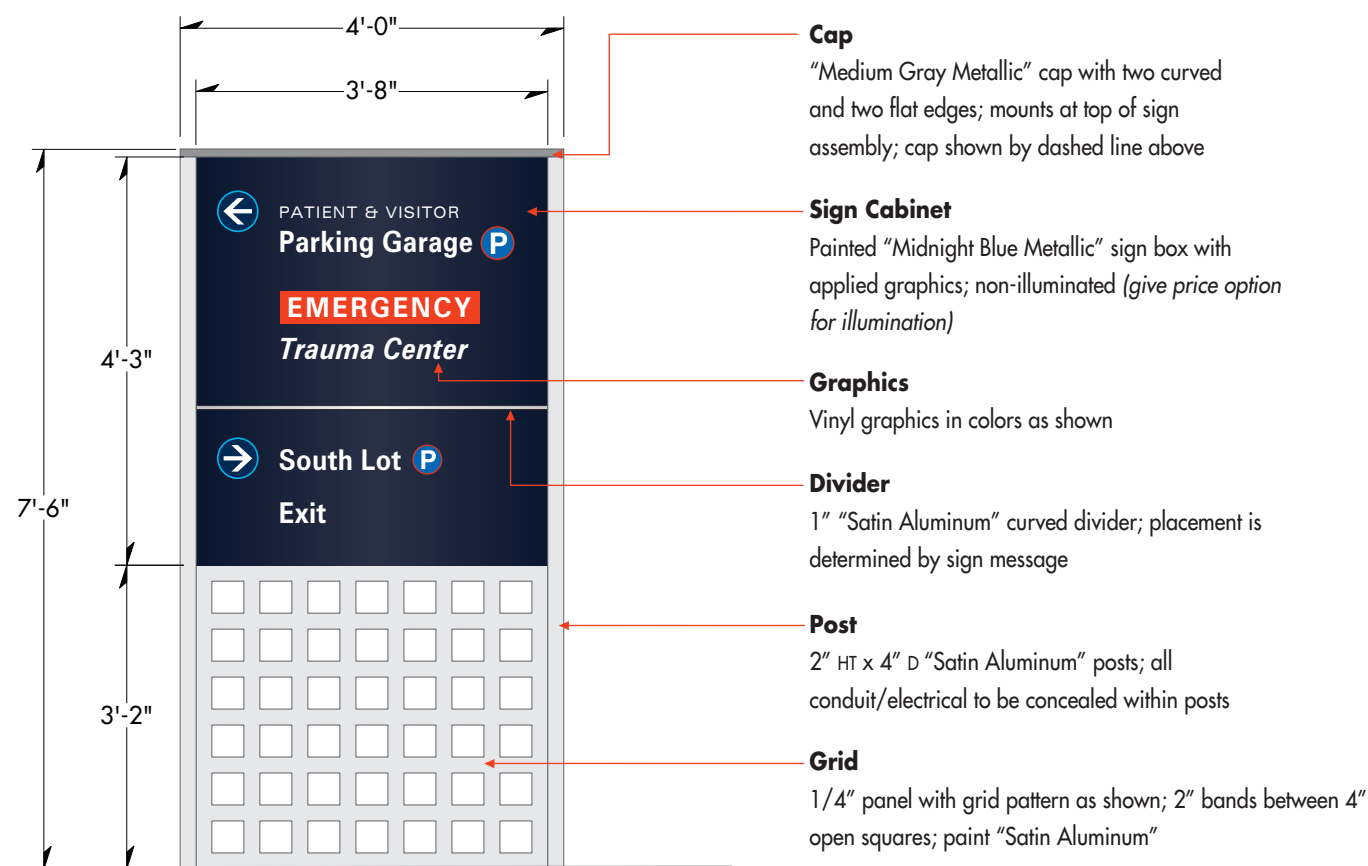 4'-0"
3'-8"
4'-3"
7'-6"
3'-2"
PATIENT & VISITOR
Parking Garage P
EMERGENCY
Trauma Center
South Lot P
Exit
Cap
“Medium Gray Metallic” cap with two curved
and two flat edges; mounts at top of sign
assembly; cap shown by dashed line above
Sign Cabinet
Painted “Midnight Blue Metallic” sign box with
applied graphics; non-illuminated (give price option
for illumination)
Graphics
Vinyl graphics in colors as shown
Divider
1” “Satin Aluminum” curved divider; placement is
determined by sign message
Post
2” HT x 4” D “Satin Aluminum” posts; all
conduit/electrical to be concealed within posts
Grid
1/4” panel with grid pattern as shown; 2” bands between 4”
open squares; paint “Satin Aluminum”